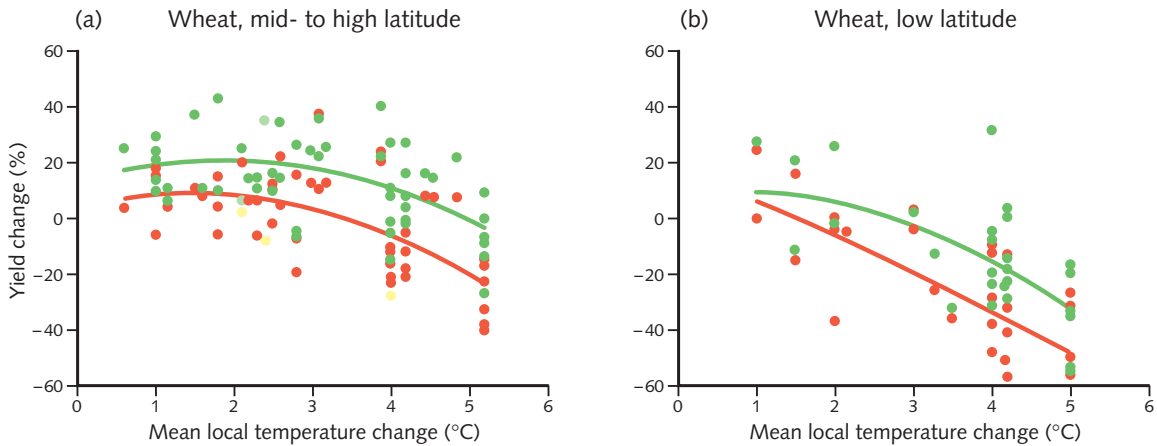 (a) Wheat, mid- to high latitude
60
40
20
0
−20
−40
−60
Yield change (%)
0 1 2 3 4 5 6
Mean local temperature change (°C)
(b) Wheat, low latitude
60
40
20
0
−20
−40
−60
0 1 2 3 4 5 6
Mean local temperature change (°C)